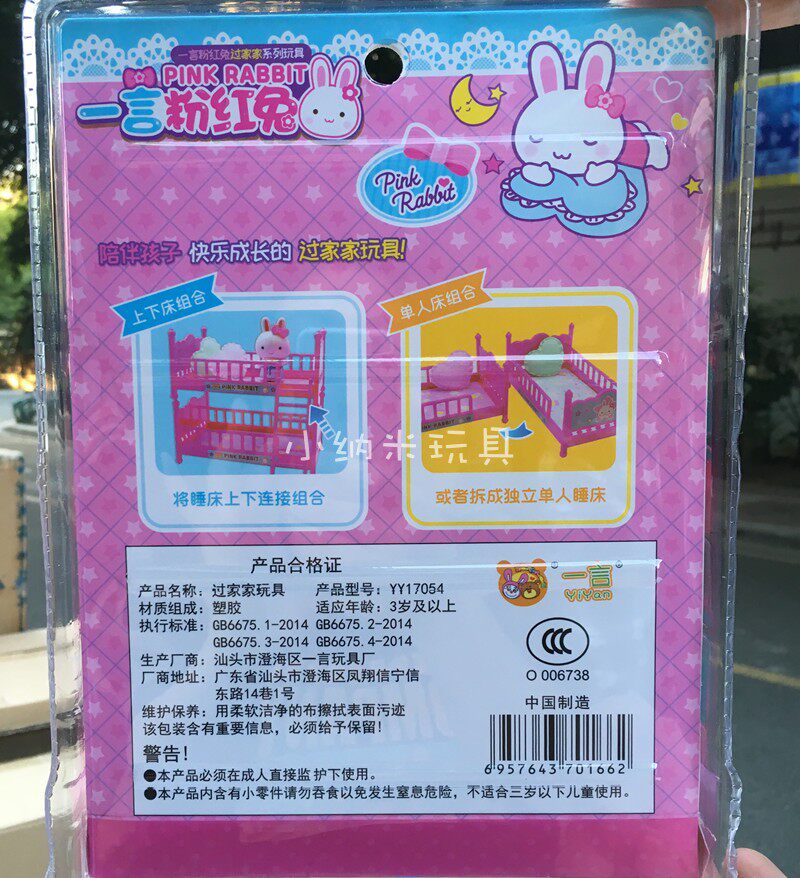 一言粉红兔过家家系列玩具
PINK RABBIT
一言粉红兔
Pink
Rabbit
陪伴孩子 快乐成长的 过家家玩具!
上下床组合
单人床组合
PINK RABBIT
PINK RABBIT
小纳米玩具
将睡床上下连接组合
或者拆成独立单人睡床
产品合格证
产品名称：过家家玩具 产品型号：YY17054
材质组成：塑胶 适应年龄：3岁及以上
执行标准：GB6675.1-2014 GB6675.2-2014
GB6675.3-2014 GB6675.4-2014
生产厂商：汕头市澄海区一言玩具厂
厂商地址：广东省汕头市澄海区凤翔信宁信
东路14巷1号
维护保养：用柔软洁净的布擦拭表面污迹
该包装含有重要信息，必须给予保留!
警告!
●本产品必须在成人直接监护下使用。
●本产品内含有小零件请勿吞食以免发生窒息危险，不适合三岁以下儿童使用。
一言
YiYan
CCC
O 006738
中国制造
6957643701662